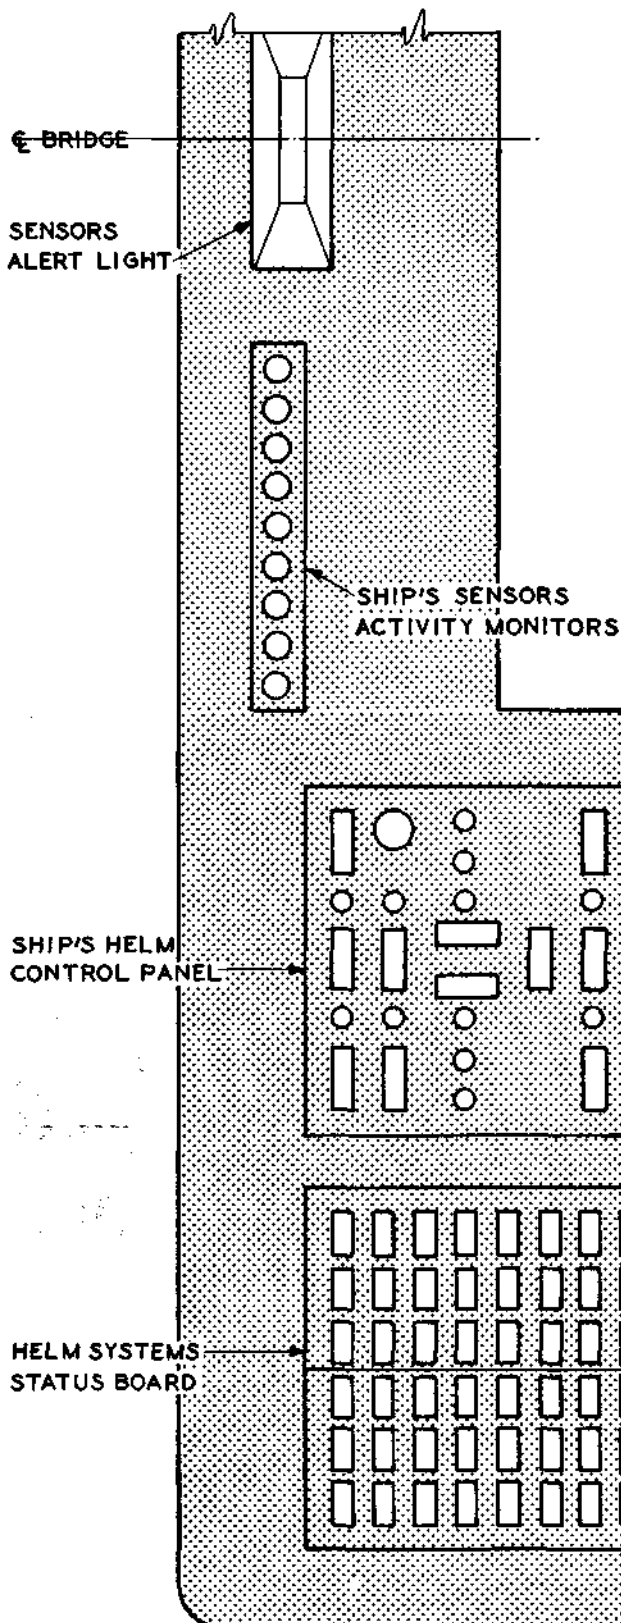 ℄ BRIDGE
SENSORS
ALERT LIGHT
SHIP'S SENSORS
ACTIVITY MONITORS
SHIP'S HELM
CONTROL PANEL
HELM SYSTEMS
STATUS BOARD